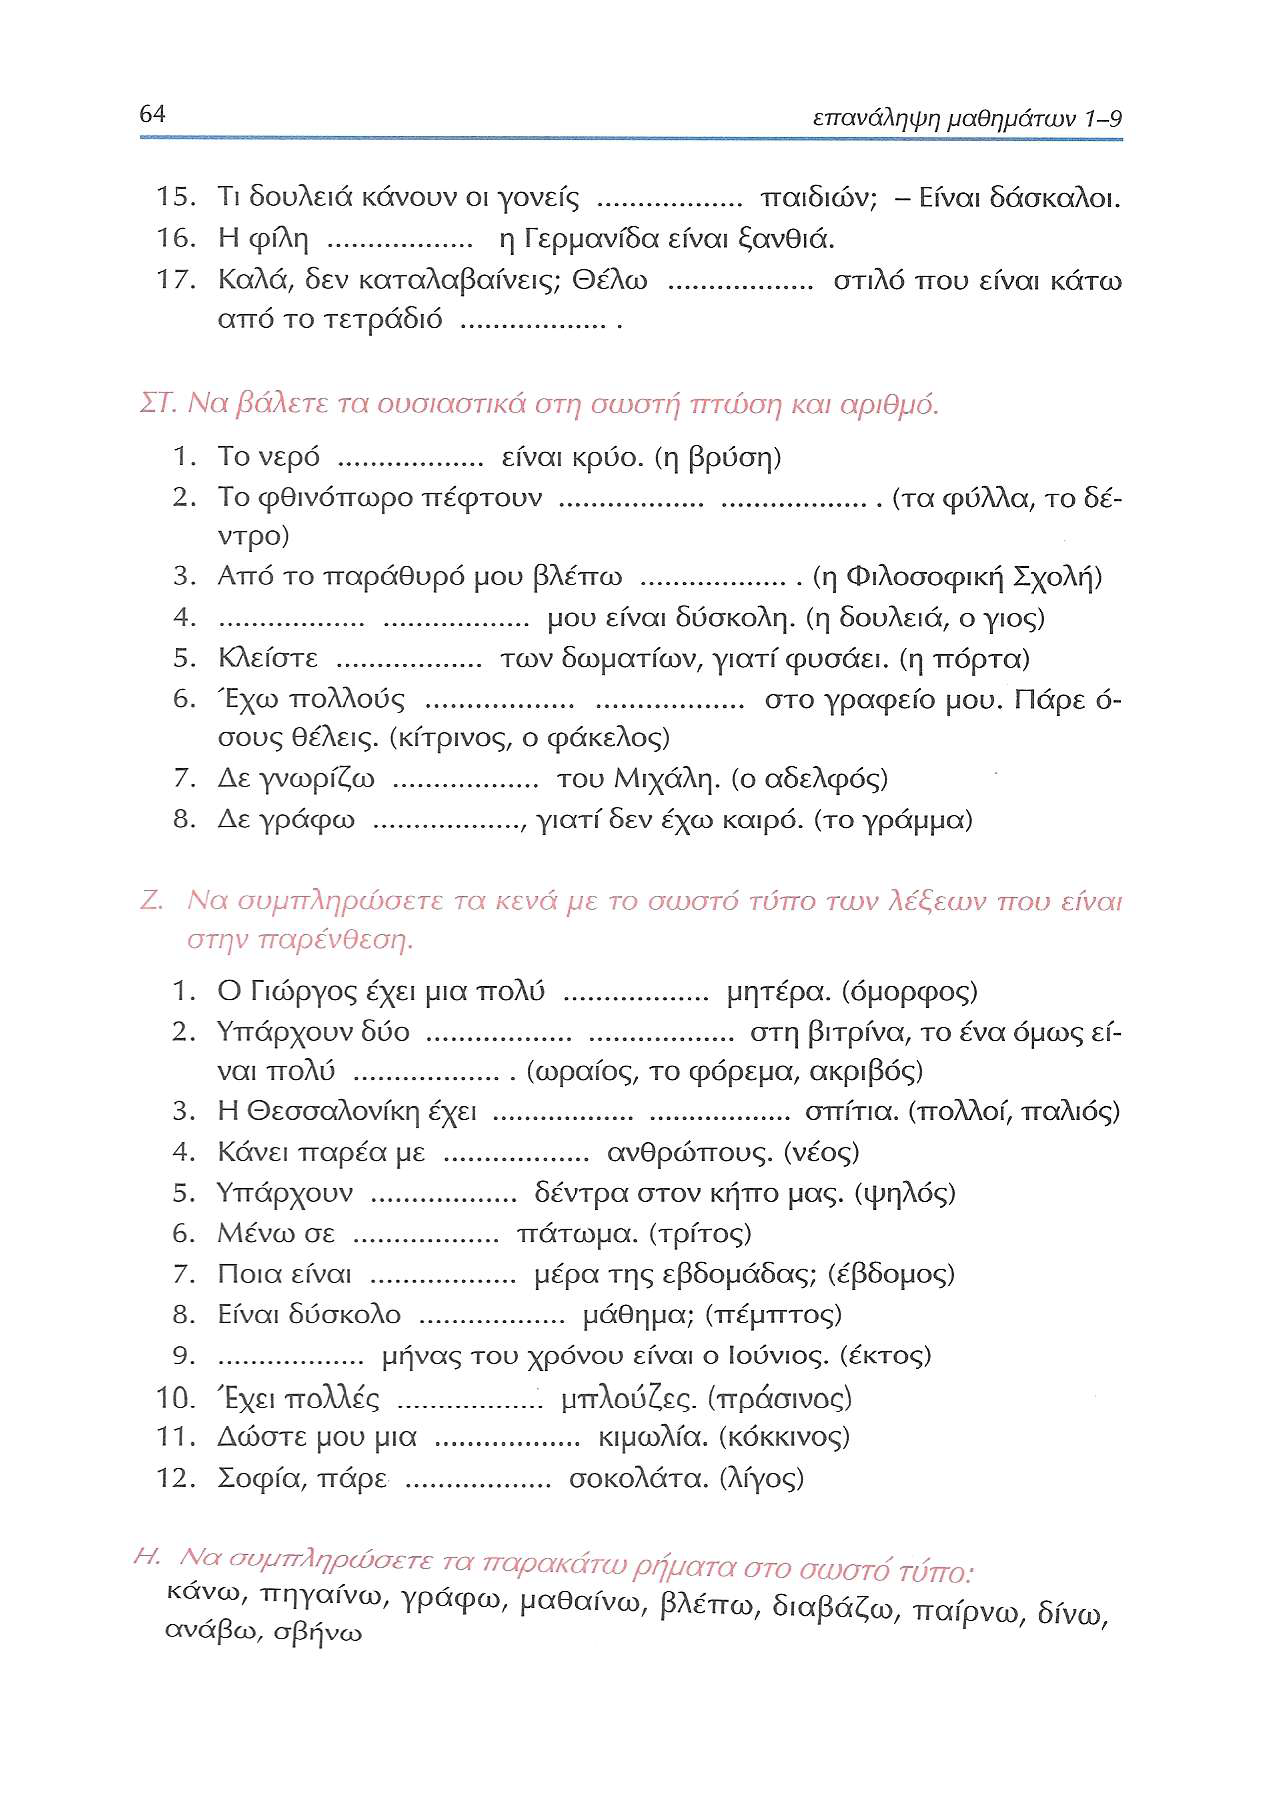 64 επανάληψη μαθημάτων 1–9
15. Τι δουλειά κάνουν οι γονείς .................. παιδιών; – Είναι δάσκαλοι.
16. Η φίλη .................. η Γερμανίδα είναι ξανθιά.
17. Καλά, δεν καταλαβαίνεις; Θέλω .................. στιλό που είναι κάτω
από το τετράδιό .................. .
ΣΤ. Να βάλετε τα ουσιαστικά στη σωστή πτώση και αριθμό.
1. Το νερό .................. είναι κρύο. (η βρύση)
2. Το φθινόπωρο πέφτουν .................. .................. . (τα φύλλα, το δέ-
ντρο)
3. Από το παράθυρό μου βλέπω .................. . (η Φιλοσοφική Σχολή)
4. .................. .................. μου είναι δύσκολη. (η δουλειά, ο γιος)
5. Κλείστε .................. των δωματίων, γιατί φυσάει. (η πόρτα)
6. Έχω πολλούς .................. .................. στο γραφείο μου. Πάρε ό-
σους θέλεις. (κίτρινος, ο φάκελος)
7. Δε γνωρίζω .................. του Μιχάλη. (ο αδελφός)
8. Δε γράφω .................., γιατί δεν έχω καιρό. (το γράμμα)
Ζ. Να συμπληρώσετε τα κενά με το σωστό τύπο των λέξεων που είναι
στην παρένθεση.
1. Ο Γιώργος έχει μια πολύ .................. μητέρα. (όμορφος)
2. Υπάρχουν δύο .................. .................. στη βιτρίνα, το ένα όμως εί-
ναι πολύ .................. . (ωραίος, το φόρεμα, ακριβός)
3. Η Θεσσαλονίκη έχει .................. .................. σπίτια. (πολλοί, παλιός)
4. Κάνει παρέα με .................. ανθρώπους. (νέος)
5. Υπάρχουν .................. δέντρα στον κήπο μας. (ψηλός)
6. Μένω σε .................. πάτωμα. (τρίτος)
7. Ποια είναι .................. μέρα της εβδομάδας; (έβδομος)
8. Είναι δύσκολο .................. μάθημα; (πέμπτος)
9. .................. μήνας του χρόνου είναι ο Ιούνιος. (έκτος)
10. Έχει πολλές .................. μπλούζες. (πράσινος)
11. Δώστε μου μια .................. κιμωλία. (κόκκινος)
12. Σοφία, πάρε .................. σοκολάτα. (λίγος)
Η. Να συμπληρώσετε τα παρακάτω ρήματα στο σωστό τύπο:
κάνω, πηγαίνω, γράφω, μαθαίνω, βλέπω, διαβάζω, παίρνω, δίνω,
ανάβω, σβήνω